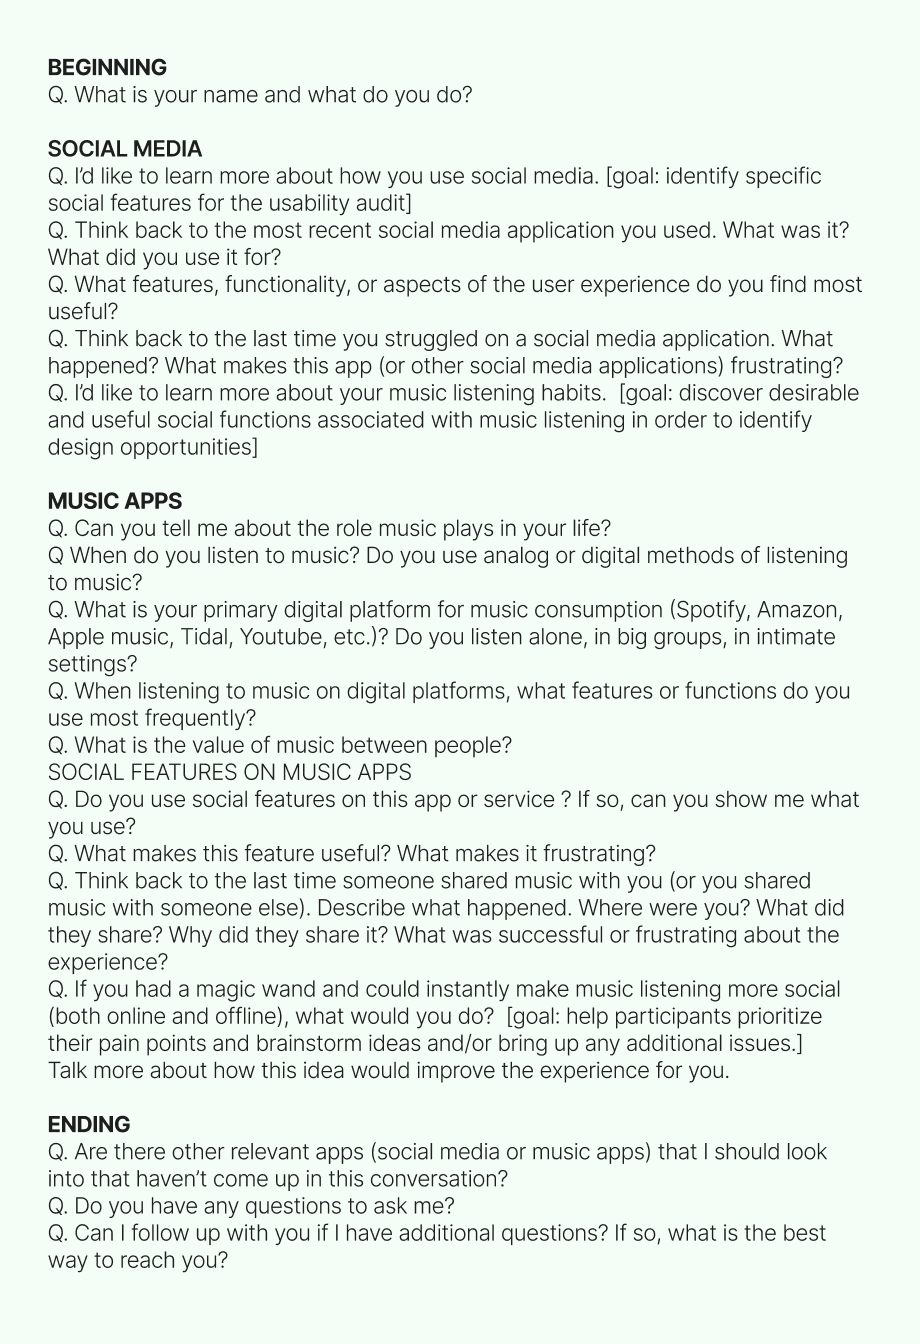 BEGINNING
Q. What is your name and what do you do?
SOCIAL MEDIA
Q. I’d like to learn more about how you use social media. [goal: identify specific
social features for the usability audit]
Q. Think back to the most recent social media application you used. What was it?
What did you use it for?
Q. What features, functionality, or aspects of the user experience do you find most
useful?
Q. Think back to the last time you struggled on a social media application. What
happened? What makes this app (or other social media applications) frustrating?
Q. I’d like to learn more about your music listening habits.  [goal: discover desirable
and useful social functions associated with music listening in order to identify
design opportunities]
MUSIC APPS
Q. Can you tell me about the role music plays in your life?
Q When do you listen to music? Do you use analog or digital methods of listening
to music?
Q. What is your primary digital platform for music consumption (Spotify, Amazon,
Apple music, Tidal, Youtube, etc.)? Do you listen alone, in big groups, in intimate
settings?
Q. When listening to music on digital platforms, what features or functions do you
use most frequently?
Q. What is the value of music between people?
SOCIAL FEATURES ON MUSIC APPS
Q. Do you use social features on this app or service ? If so, can you show me what
you use?
Q. What makes this feature useful? What makes it frustrating?
Q. Think back to the last time someone shared music with you (or you shared
music with someone else). Describe what happened. Where were you? What did
they share? Why did they share it? What was successful or frustrating about the
experience?
Q. If you had a magic wand and could instantly make music listening more social
(both online and offline), what would you do?  [goal: help participants prioritize
their pain points and brainstorm ideas and/or bring up any additional issues.]
Talk more about how this idea would improve the experience for you.
ENDING
Q. Are there other relevant apps (social media or music apps) that I should look
into that haven’t come up in this conversation?
Q. Do you have any questions to ask me?
Q. Can I follow up with you if I have additional questions? If so, what is the best
way to reach you?